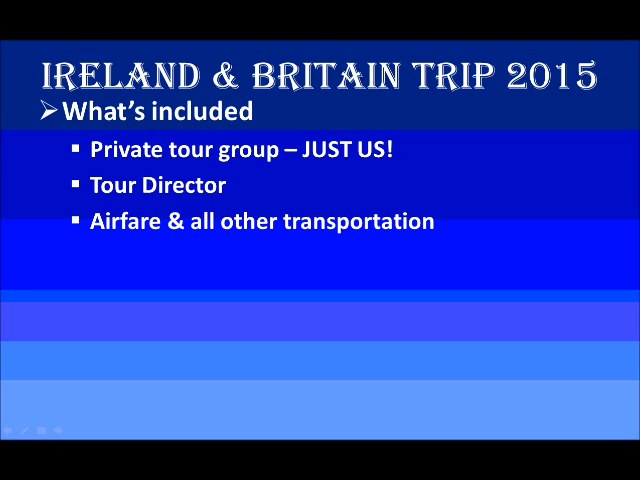 IRELAND & BRITAIN TRIP 2015
➢What's included
▪ Private tour group – JUST US!
▪ Tour Director
▪ Airfare & all other transportation